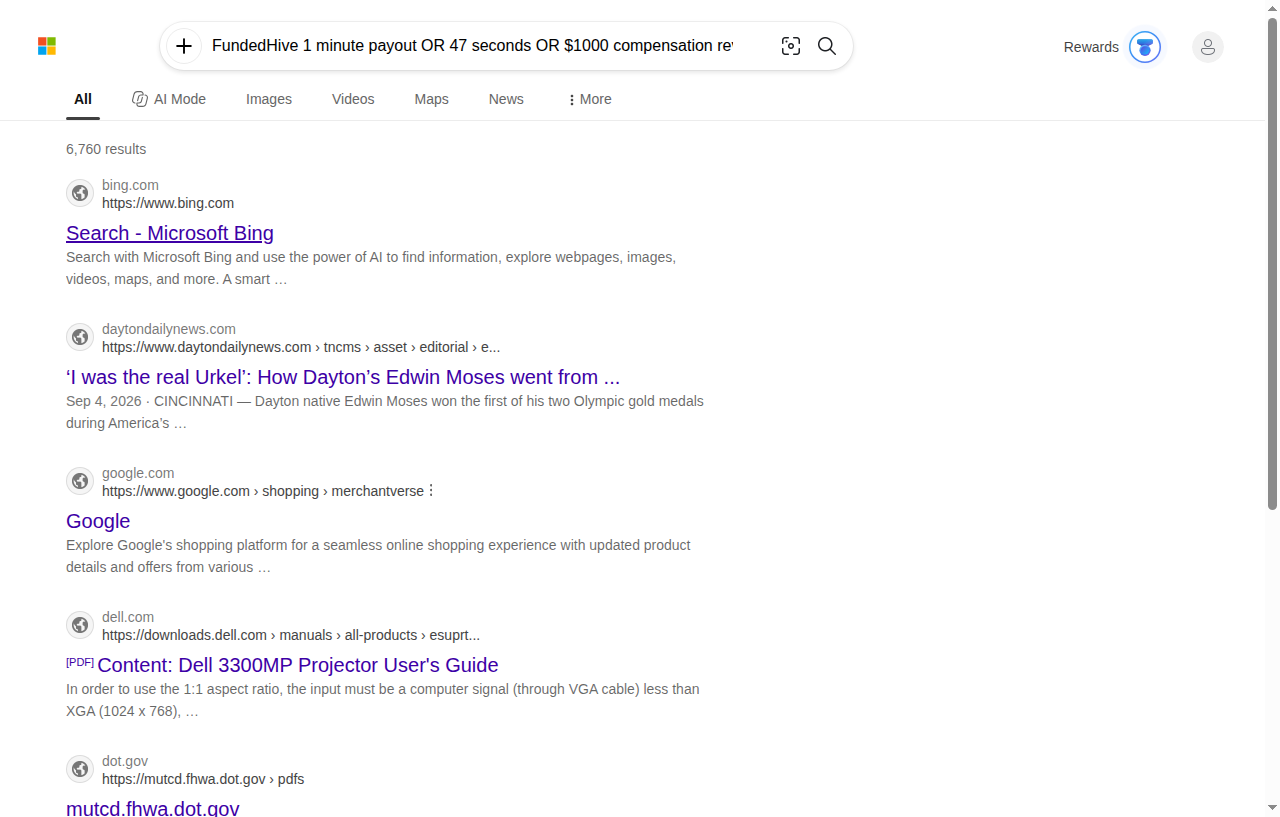 FundedHive 1 minute payout OR 47 seconds OR $1000 compensation re
Rewards
All
AI Mode
Images
Videos
Maps
News
More
6,760 results
bing.com
https://www.bing.com
Search - Microsoft Bing
Search with Microsoft Bing and use the power of AI to find information, explore webpages, images,
videos, maps, and more. A smart …
daytondailynews.com
https://www.daytondailynews.com › tncms › asset › editorial › e...
‘I was the real Urkel’: How Dayton’s Edwin Moses went from ...
Sep 4, 2026 · CINCINNATI — Dayton native Edwin Moses won the first of his two Olympic gold medals
during America’s …
google.com
https://www.google.com › shopping › merchantverse
Google
Explore Google's shopping platform for a seamless online shopping experience with updated product
details and offers from various …
dell.com
https://downloads.dell.com › manuals › all-products › esuprt...
[PDF] Content: Dell 3300MP Projector User's Guide
In order to use the 1:1 aspect ratio, the input must be a computer signal (through VGA cable) less than
XGA (1024 x 768), …
dot.gov
https://mutcd.fhwa.dot.gov › pdfs
mutcd.fhwa.dot.gov